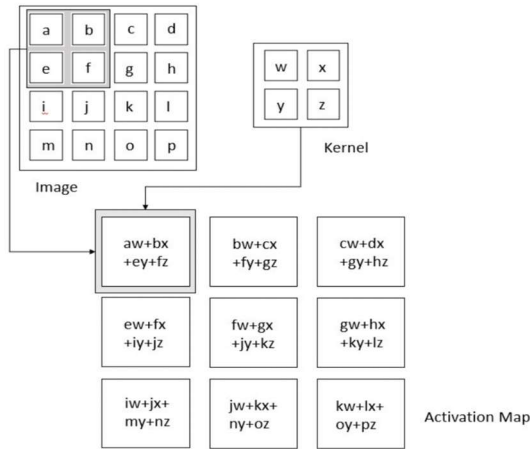 a b c d
e f g h
i j k l
m n o p
Image
w x
y z
Kernel
aw+bx
+ey+fz
bw+cx
+fy+gz
cw+dx
+gy+hz
ew+fx
+iy+jz
fw+gx
+jy+kz
gw+hx
+ky+lz
iw+jx+
my+nz
jw+kx+
ny+oz
kw+lx+
oy+pz
Activation Map